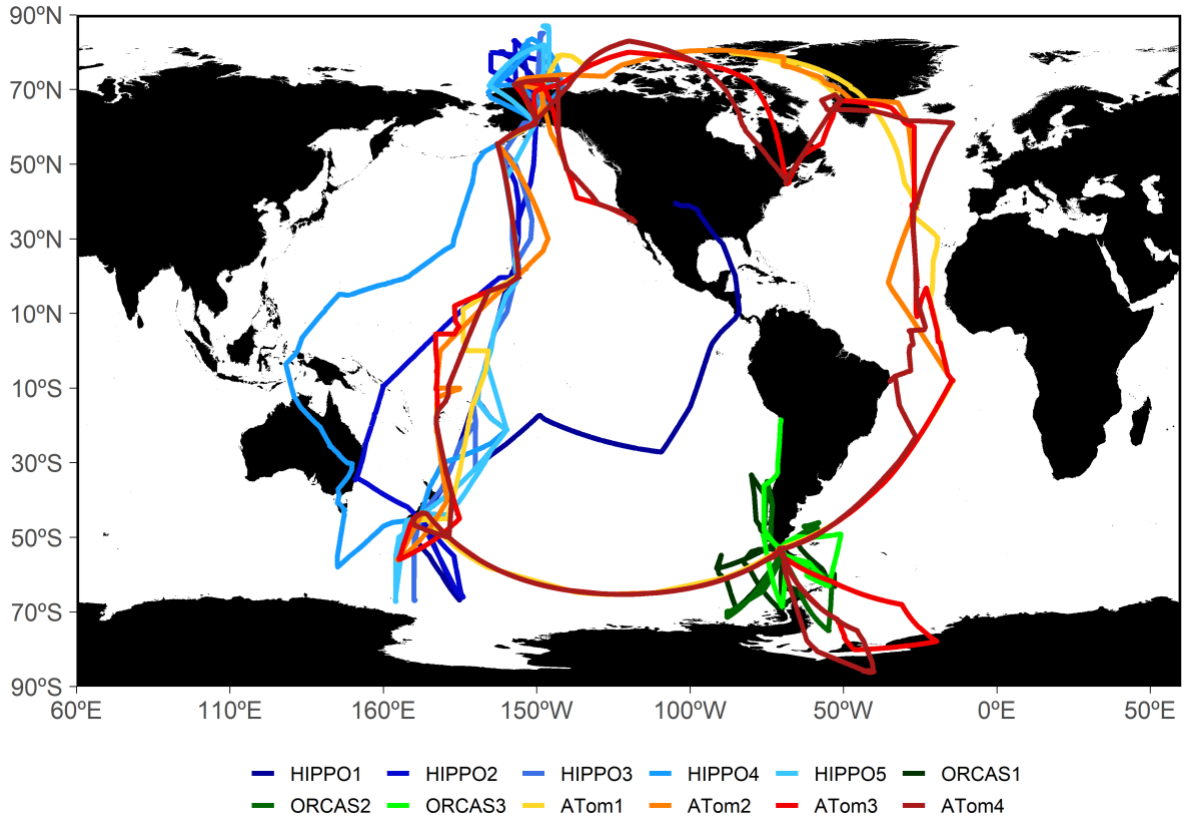 90ºN
70ºN
50ºN
30ºN
10ºN
10ºS
30ºS
50ºS
70ºS
90ºS
60ºE 110ºE 160ºE 150ºW 100ºW 50ºW 0ºE 50ºE
HIPPO1 HIPPO2 HIPPO3 HIPPO4 HIPPO5 ORCAS1
ORCAS2 ORCAS3 ATom1 ATom2 ATom3 ATom4